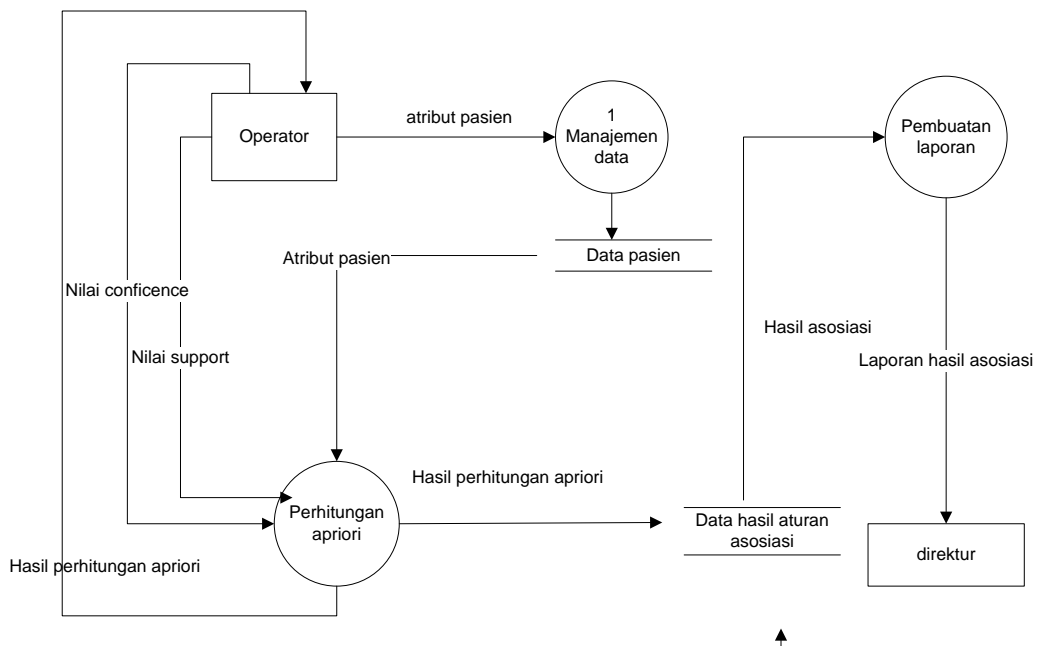 Operator
atribut pasien
1
Manajemen
data
Pembuatan
laporan
Data pasien
Atribut pasien
Nilai conficence
Nilai support
Hasil asosiasi
Laporan hasil asosiasi
Hasil perhitungan apriori
Perhitungan
apriori
Data hasil aturan
asosiasi
direktur
Hasil perhitungan apriori